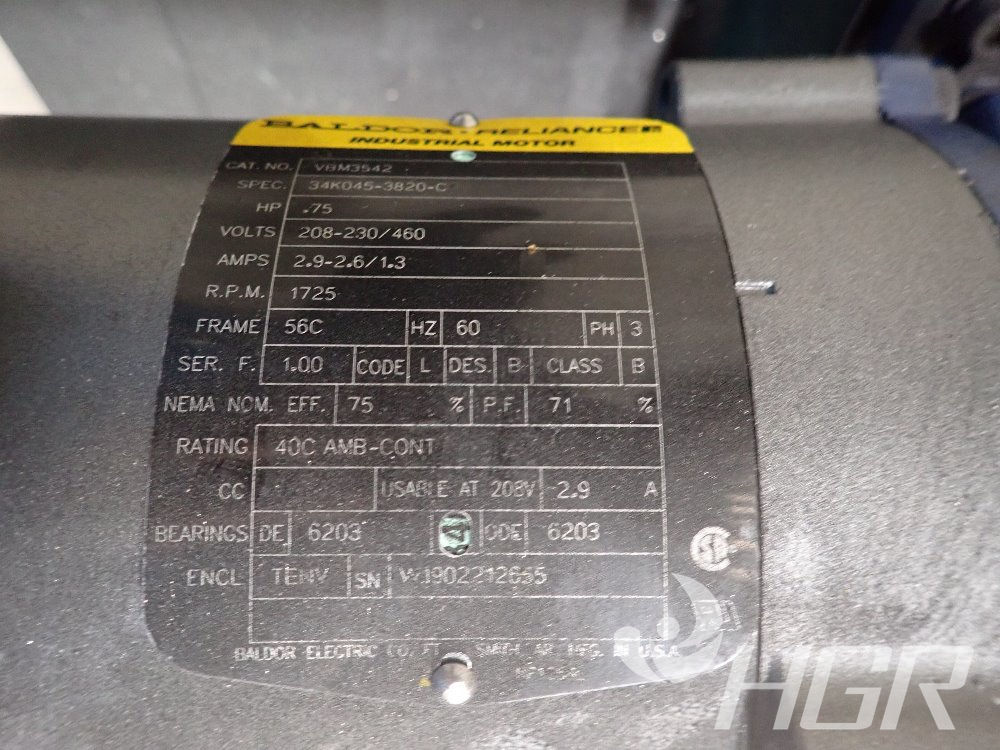 BALDOR·RELIANCE
INDUSTRIAL MOTOR
CAT. NO. VBM3542
SPEC. 34K045-3820-C
HP .75
VOLTS 208-230/460
AMPS 2.9-2.6/1.3
R.P.M. 1725
FRAME 56C HZ 60 PH 3
SER. F. 1.00 CODE L DES. B CLASS B
NEMA NOM. EFF. 75 % P.F. 71 %
RATING 40C AMB-CONT
CC USABLE AT 208V 2.9 A
BEARINGS DE 6203 ODE 6203
ENCL TENV SN W1902212655
BALDOR ELECTRIC CO. FT. SMITH, AR. MFG. IN U.S.A.
HGR